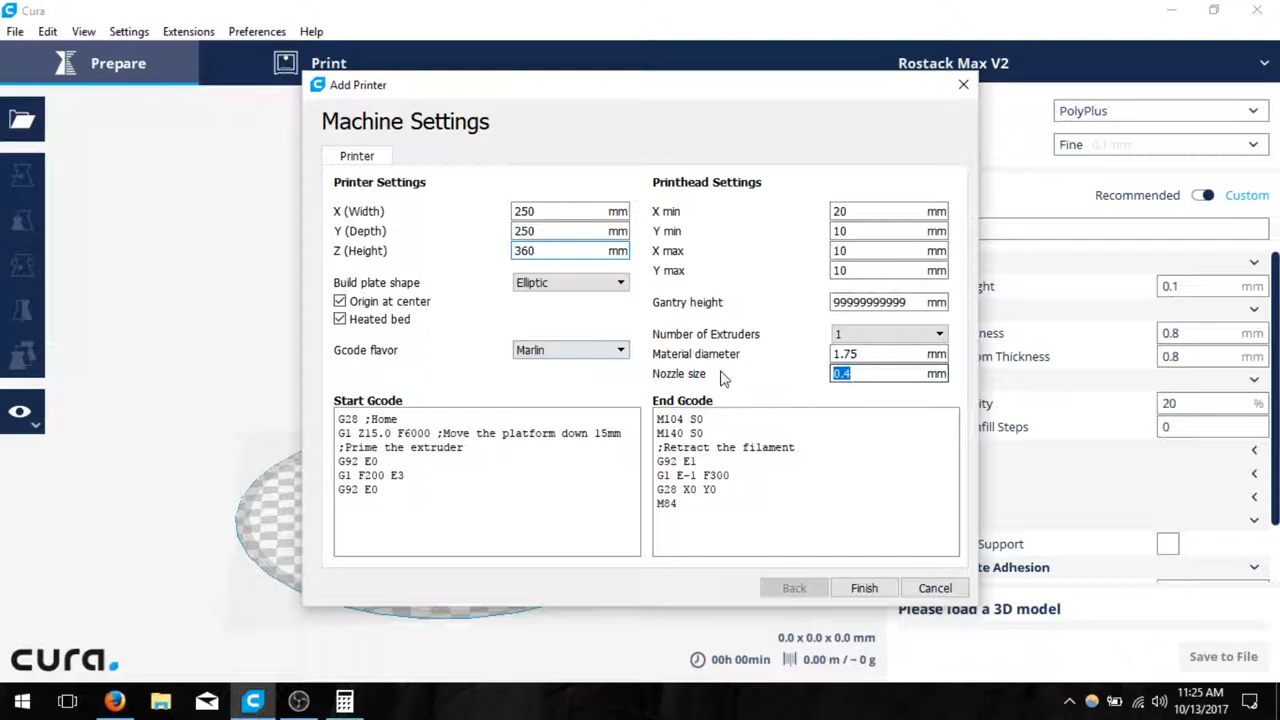 Cura
File Edit View Settings Extensions Preferences Help
Prepare Print Rostack Max V2
Add Printer
Machine Settings
Printer
Printer Settings
X (Width) 250 mm
Y (Depth) 250 mm
Z (Height) 360 mm
Build plate shape Elliptic
Origin at center
Heated bed
Gcode flavor Marlin
Printhead Settings
X min 20 mm
Y min 10 mm
X max 10 mm
Y max 10 mm
Gantry height 99999999999 mm
Number of Extruders 1
Material diameter 1.75 mm
Nozzle size 0.4 mm
Start Gcode
G28 ;Home
G1 Z15.0 F6000 ;Move the platform down 15mm
;Prime the extruder
G92 E0
G1 F200 E3
G92 E0
End Gcode
M104 S0
M140 S0
;Retract the filament
G92 E1
G1 E-1 F300
G28 X0 Y0
M84
Back Finish Cancel
PolyPlus
Fine 0.1 mm
Recommended Custom
ght 0.1 mm
ness 0.8 mm
om Thickness 0.8 mm
ity 20 %
nfill Steps 0
Support
te Adhesion
Please load a 3D model
0.0 x 0.0 x 0.0 mm
00h 00min 0.00 m / ~ 0 g
Save to File
cura.
11:25 AM
10/13/2017